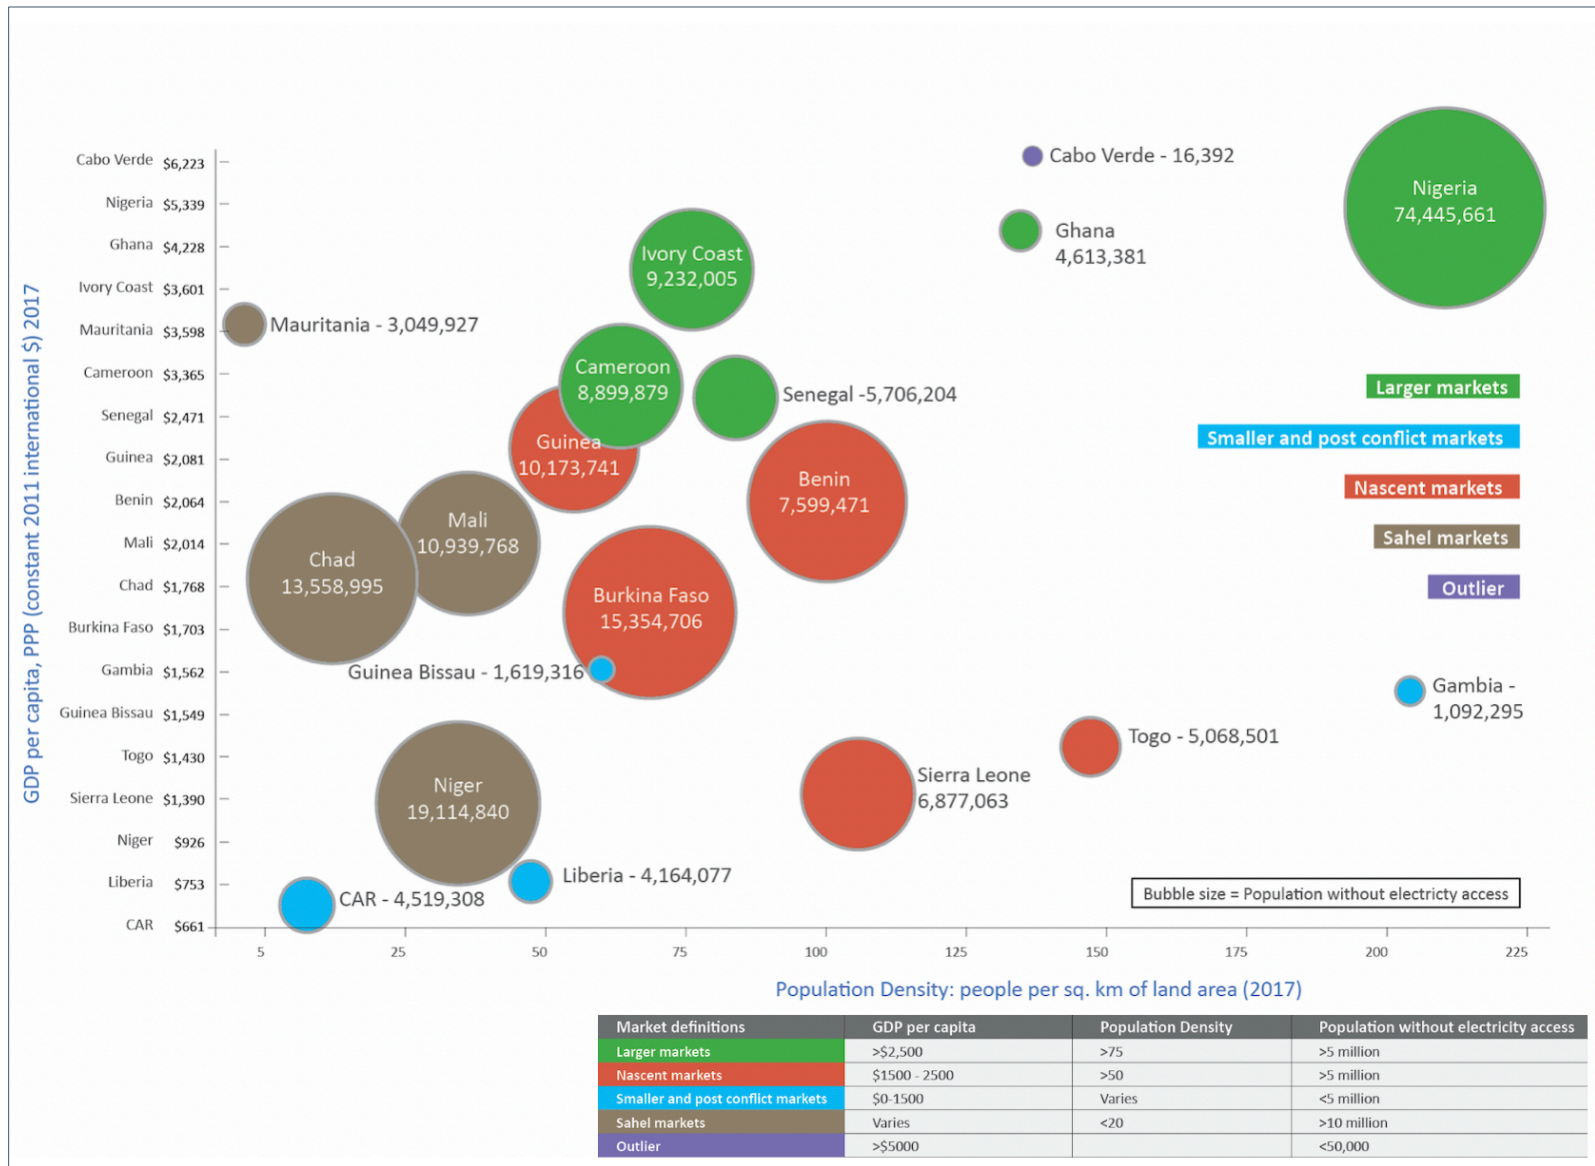 GDP per capita, PPP (constant 2011 international $) 2017
Cabo Verde $6,223
Nigeria $5,339
Ghana $4,228
Ivory Coast $3,601
Mauritania $3,598
Cameroon $3,365
Senegal $2,471
Guinea $2,081
Benin $2,064
Mali $2,014
Chad $1,768
Burkina Faso $1,703
Gambia $1,562
Guinea Bissau $1,549
Togo $1,430
Sierra Leone $1,390
Niger $926
Liberia $753
CAR $661
Cabo Verde - 16,392
Nigeria
74,445,661
Ghana
4,613,381
Ivory Coast
9,232,005
Mauritania - 3,049,927
Cameroon
8,899,879
Senegal -5,706,204
Guinea
10,173,741
Benin
7,599,471
Mali
10,939,768
Chad
13,558,995
Burkina Faso
15,354,706
Guinea Bissau - 1,619,316
Gambia -
1,092,295
Togo - 5,068,501
Sierra Leone
6,877,063
Niger
19,114,840
Liberia - 4,164,077
CAR - 4,519,308
Larger markets
Smaller and post conflict markets
Nascent markets
Sahel markets
Outlier
Bubble size = Population without electricty access
5 25 50 75 100 125 150 175 200 225
Population Density: people per sq. km of land area (2017)
Market definitions GDP per capita Population Density Population without electricity access
Larger markets >$2,500 >75 >5 million
Nascent markets $1500 - 2500 >50 >5 million
Smaller and post conflict markets $0-1500 Varies <5 million
Sahel markets Varies <20 >10 million
Outlier >$5000 <50,000